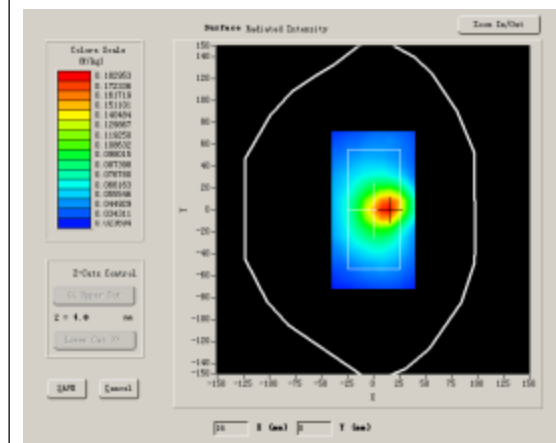 Surface Radiated Intensity
Zoom In/Out
Colors Scale
(W/kg)
0.182953
0.172336
0.161719
0.151101
0.140484
0.129867
0.119250
0.108632
0.098015
0.087398
0.076780
0.066163
0.055546
0.044929
0.034311
0.023694
Z-Cuts Control
Upper Cut
Z = 4.0 mm
Lower Cut
SAVE
Cancel
150
140
100
80
60
40
20
0
-20
-40
-60
-80
-100
-140
-150
Y
-150 -125 -100 -75 -50 -25 0 25 50 75 100 125 150
X
X (mm)
Y (mm)